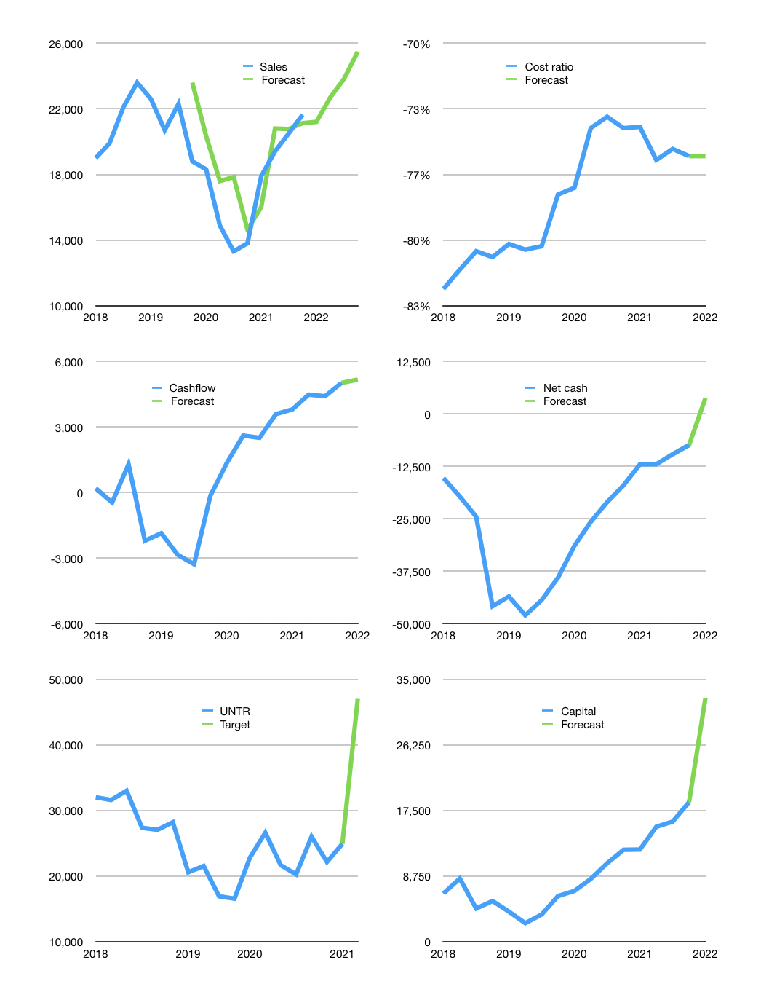 26,000
Sales
Forecast
22,000
18,000
14,000
10,000
2018 2019 2020 2021 2022
-70%
Cost ratio
Forecast
-73%
-77%
-80%
-83%
2018 2019 2020 2021 2022
6,000
Cashflow
Forecast
3,000
0
-3,000
-6,000
2018 2019 2020 2021 2022
12,500
Net cash
Forecast
0
-12,500
-25,000
-37,500
-50,000
2018 2019 2020 2021 2022
50,000
UNTR
Target
40,000
30,000
20,000
10,000
2018 2019 2020 2021
35,000
Capital
Forecast
26,250
17,500
8,750
0
2018 2019 2020 2021 2022